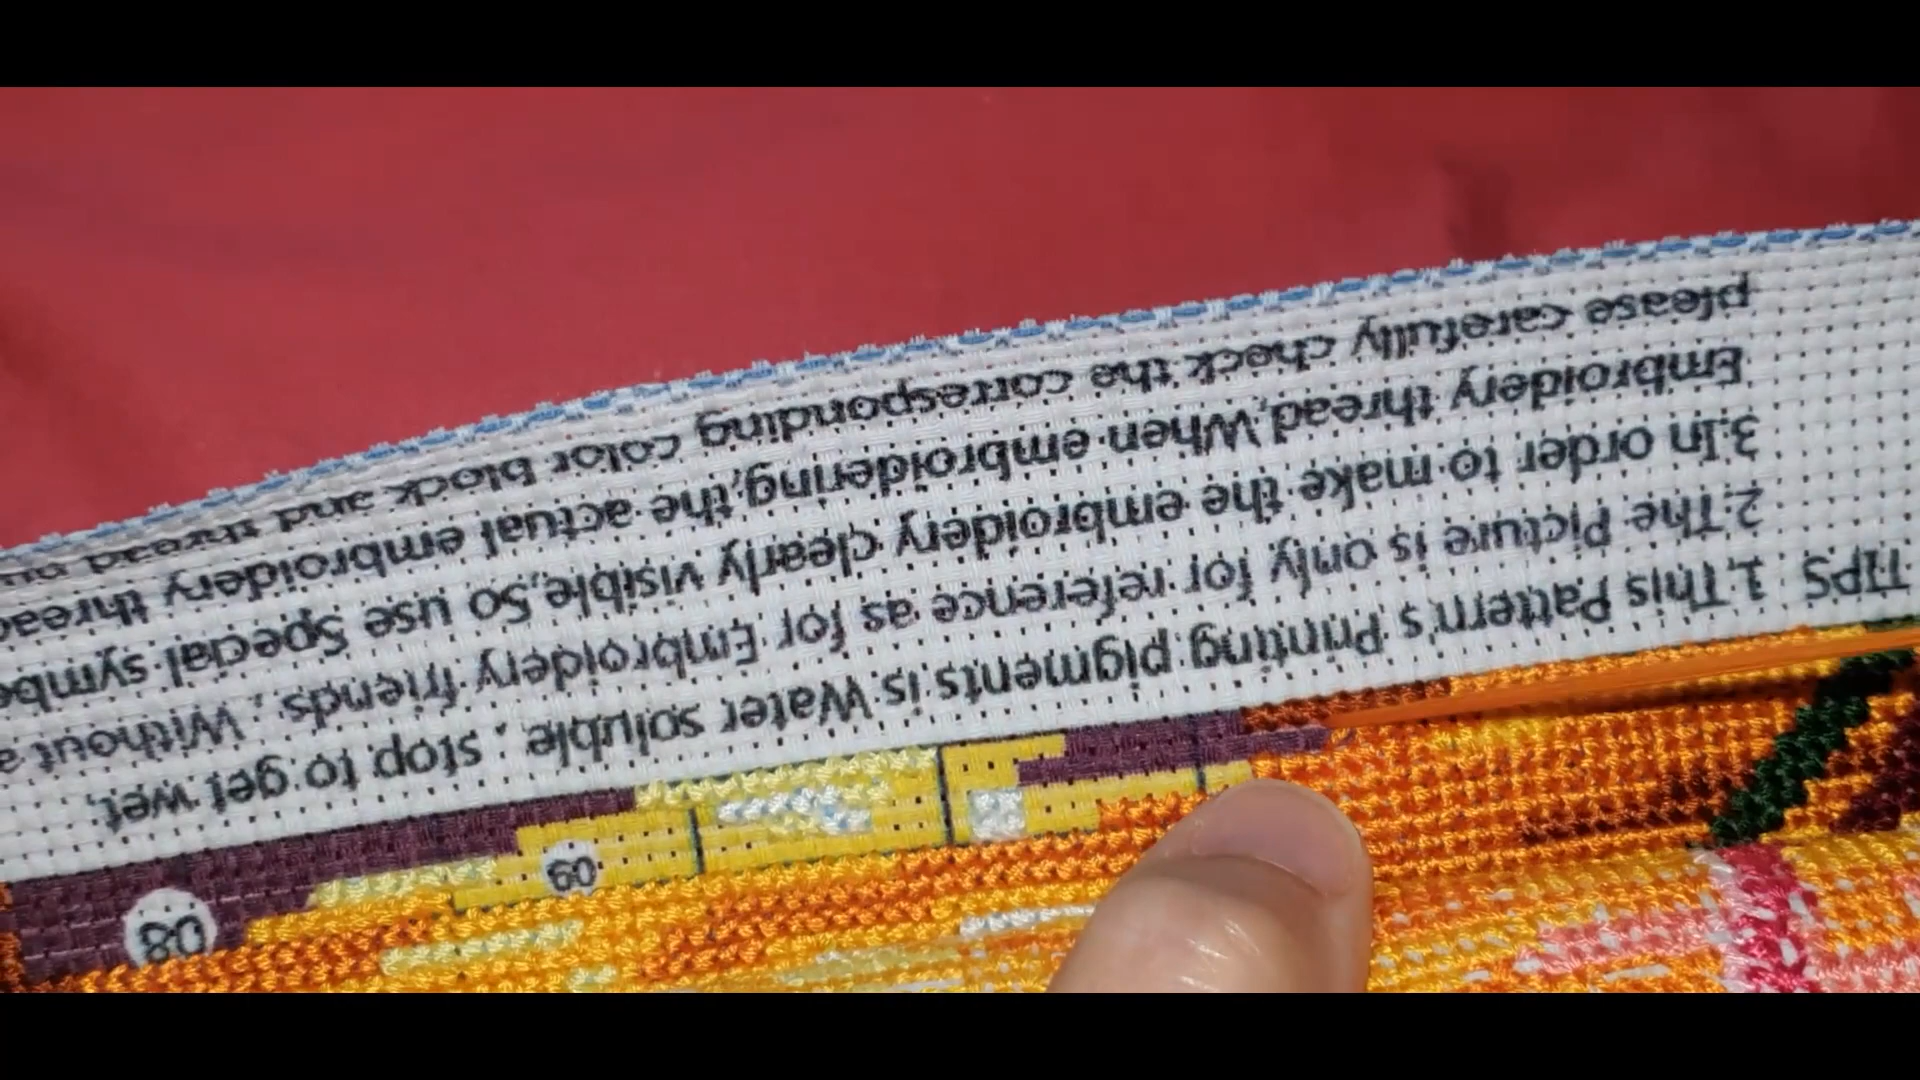 TIPS 1.This Pattern's Printing pigments is Water soluble , stop to get wet,
2.The Picture is only for reference as for Embroidery friends , Without
3.In order to make the embroidery clearly visible,So use Special
Embroidery thread,When embroidering,the actual embroidery
please carefully check the corresponding color block and thread
09
08